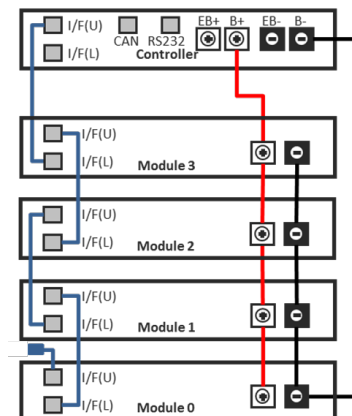 I/F(U) CAN RS232 EB+ B+ EB- B-
I/F(L) Controller
I/F(U)
I/F(L) Module 3
I/F(U)
I/F(L) Module 2
I/F(U)
I/F(L) Module 1
I/F(U)
I/F(L) Module 0